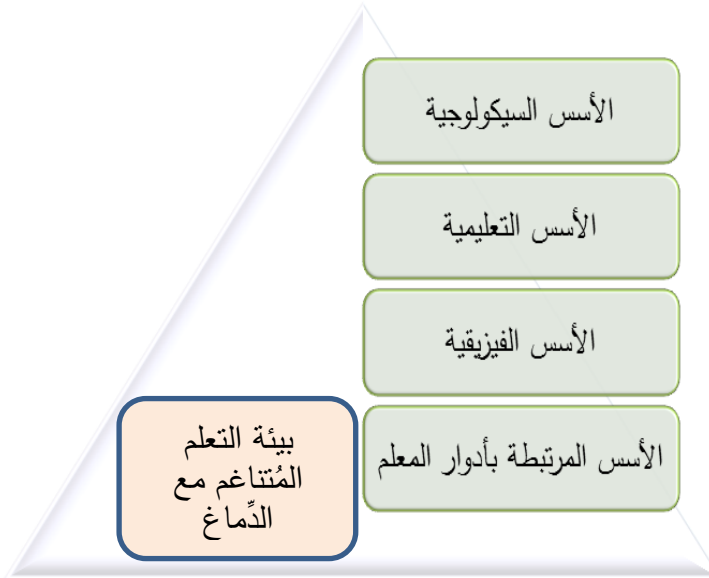 الأسس السيكولوجية
الأسس التعليمية
الأسس الفيزيقية
الأسس المرتبطة بأدوار المعلم
بيئة التعلم
المُتناغم مع
الدِّماغ